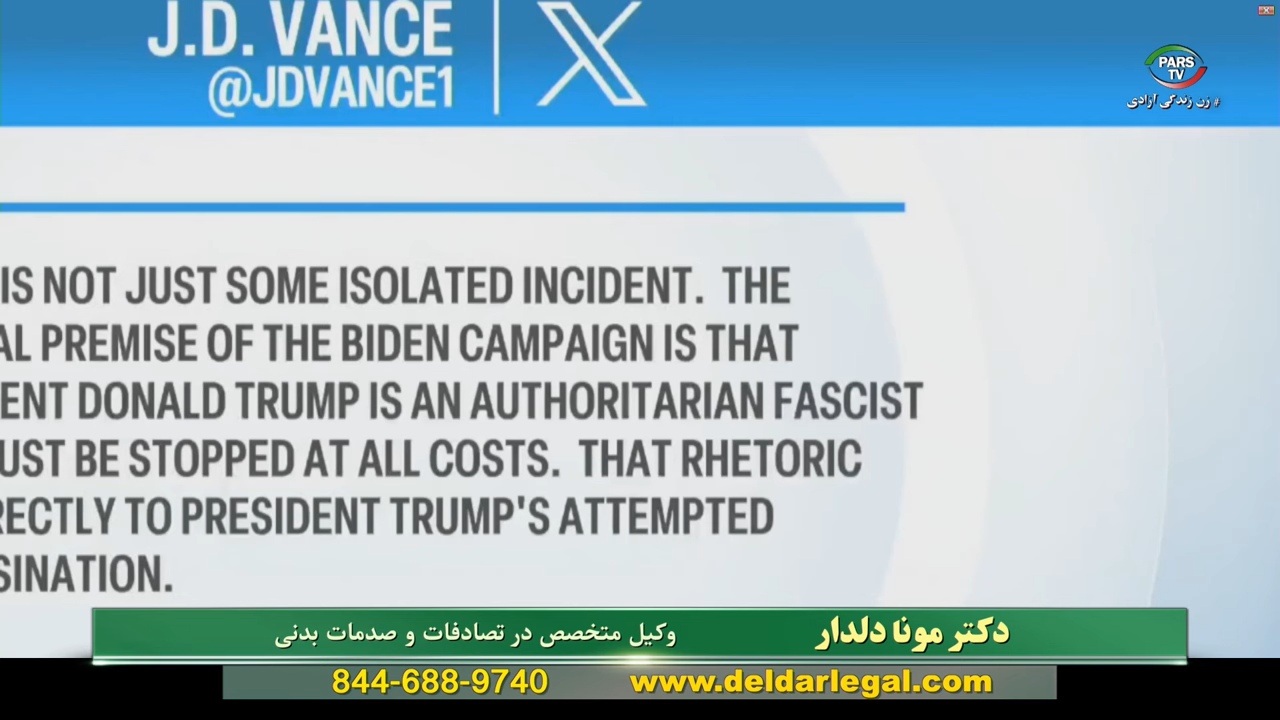 J.D. VANCE
@JDVANCE1
PARS
TV
# زن زندگی آزادی
IS NOT JUST SOME ISOLATED INCIDENT. THE
AL PREMISE OF THE BIDEN CAMPAIGN IS THAT
ENT DONALD TRUMP IS AN AUTHORITARIAN FASCIST
UST BE STOPPED AT ALL COSTS. THAT RHETORIC
RECTLY TO PRESIDENT TRUMP'S ATTEMPTED
SINATION.
دکتر مونا دلدار وکیل متخصص در تصادفات و صدمات بدنی
844-688-9740 www.deldarlegal.com